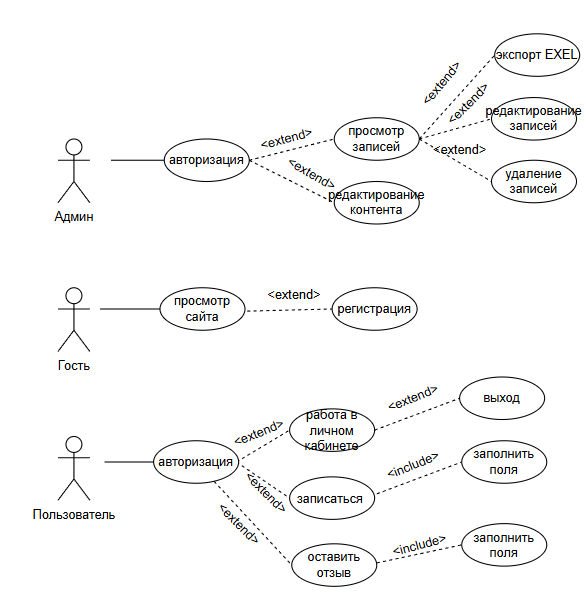 экспорт EXEL
<extend>
<extend>
редактирование
записей
<extend>
просмотр
записей
<extend>
авторизация
<extend>
удаление
записей
редактирование
контента
Админ
просмотр
сайта
<extend>
регистрация
Гость
<extend>
выход
работа в
личном
кабинете
<extend>
авторизация
<include>
заполнить
поля
<extend>
записаться
Пользователь
<extend>
оставить
отзыв
<include>
заполнить
поля